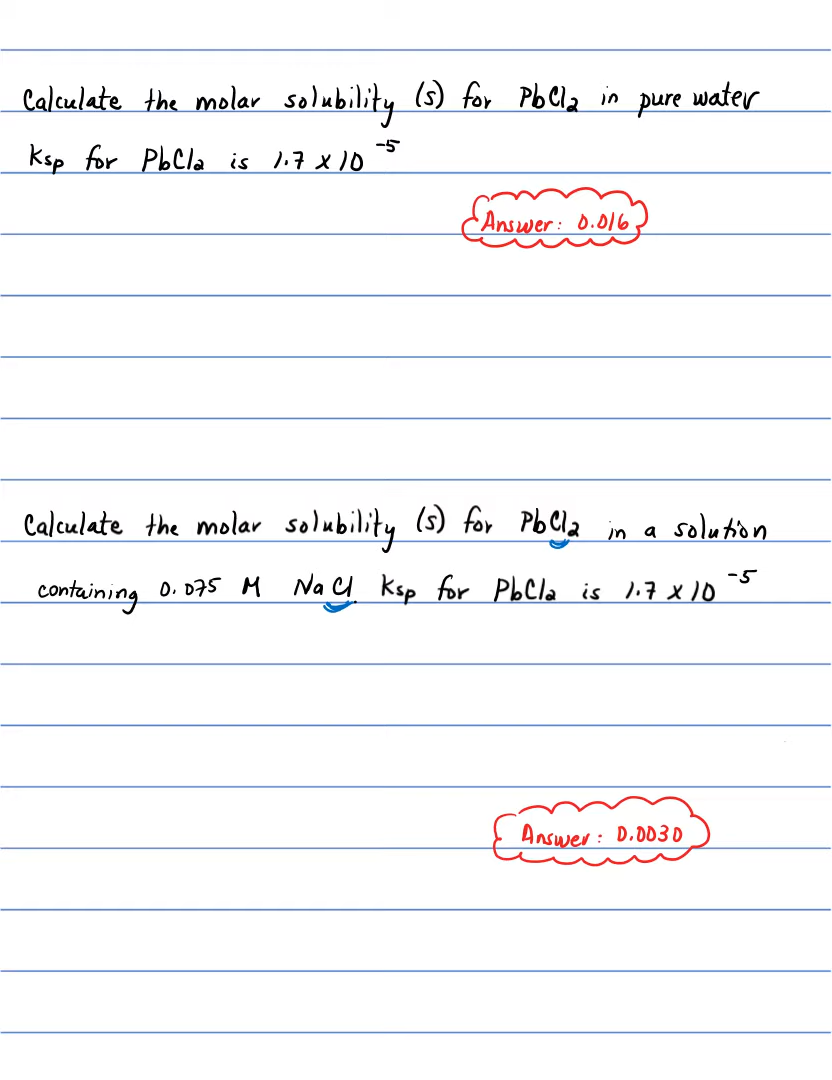 Calculate the molar solubility (s) for PbCl₂ in pure water
Ksp for PbCl₂ is 1.7 x 10⁻⁵
Answer: 0.016
Calculate the molar solubility (s) for PbCl₂ in a solution
containing 0.075 M NaCl Ksp for PbCl₂ is 1.7 x 10⁻⁵
Answer: 0.0030